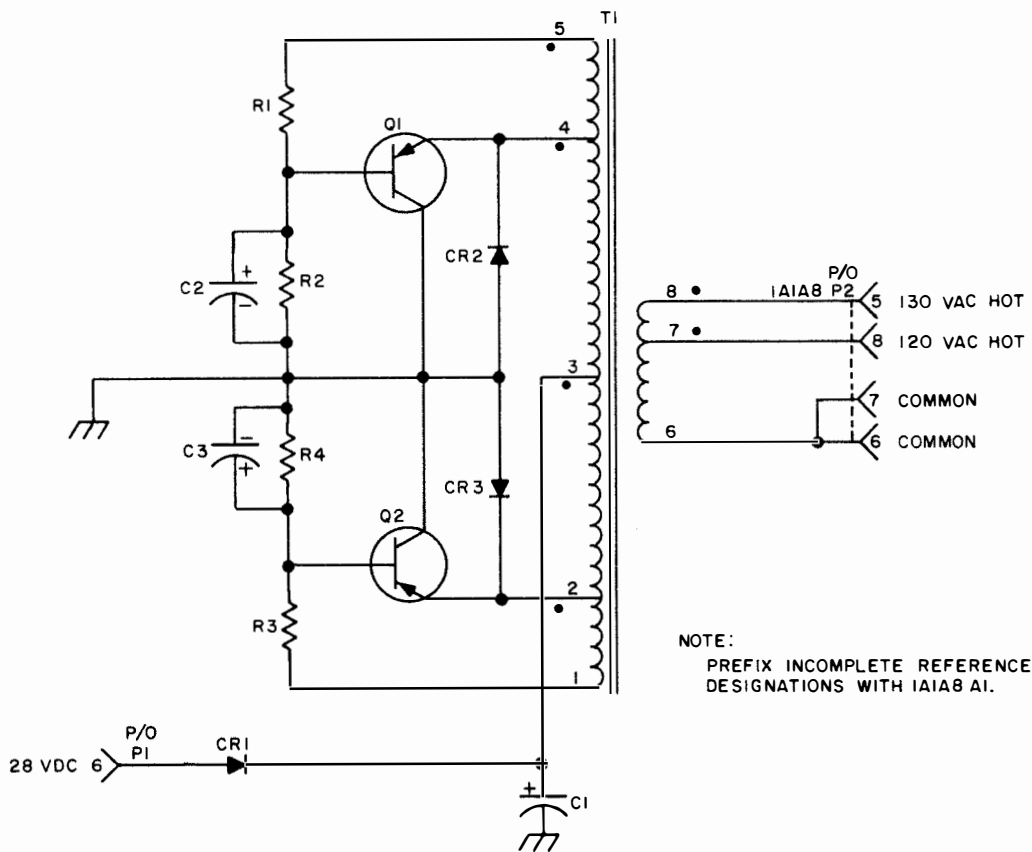 T1
5
R1
Q1
4
C2
+
-
R2
CR2
P/O
8
1A1A8 P2
5 130 VAC HOT
7
8 120 VAC HOT
3
7 COMMON
6
6 COMMON
C3
-
+
R4
CR3
Q2
2
R3
1
NOTE:
PREFIX INCOMPLETE REFERENCE
DESIGNATIONS WITH 1A1A8 A1.
P/O
P1
CR1
28 VDC 6
+
C1